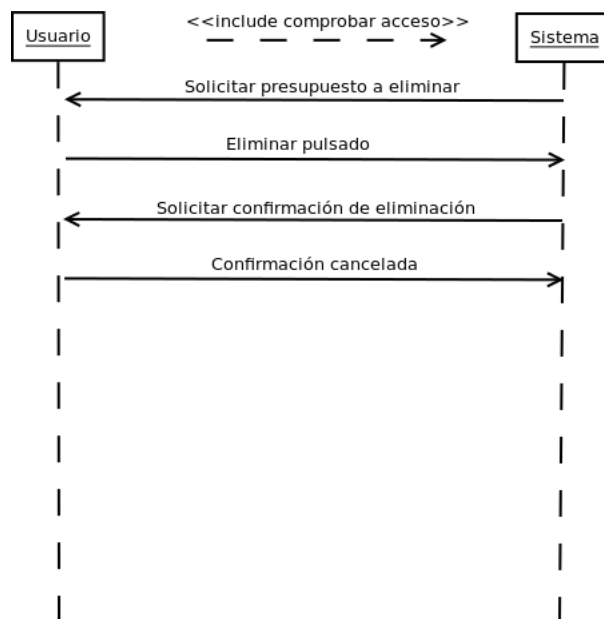 <<include comprobar acceso>>
Usuario
Sistema
Solicitar presupuesto a eliminar
Eliminar pulsado
Solicitar confirmación de eliminación
Confirmación cancelada